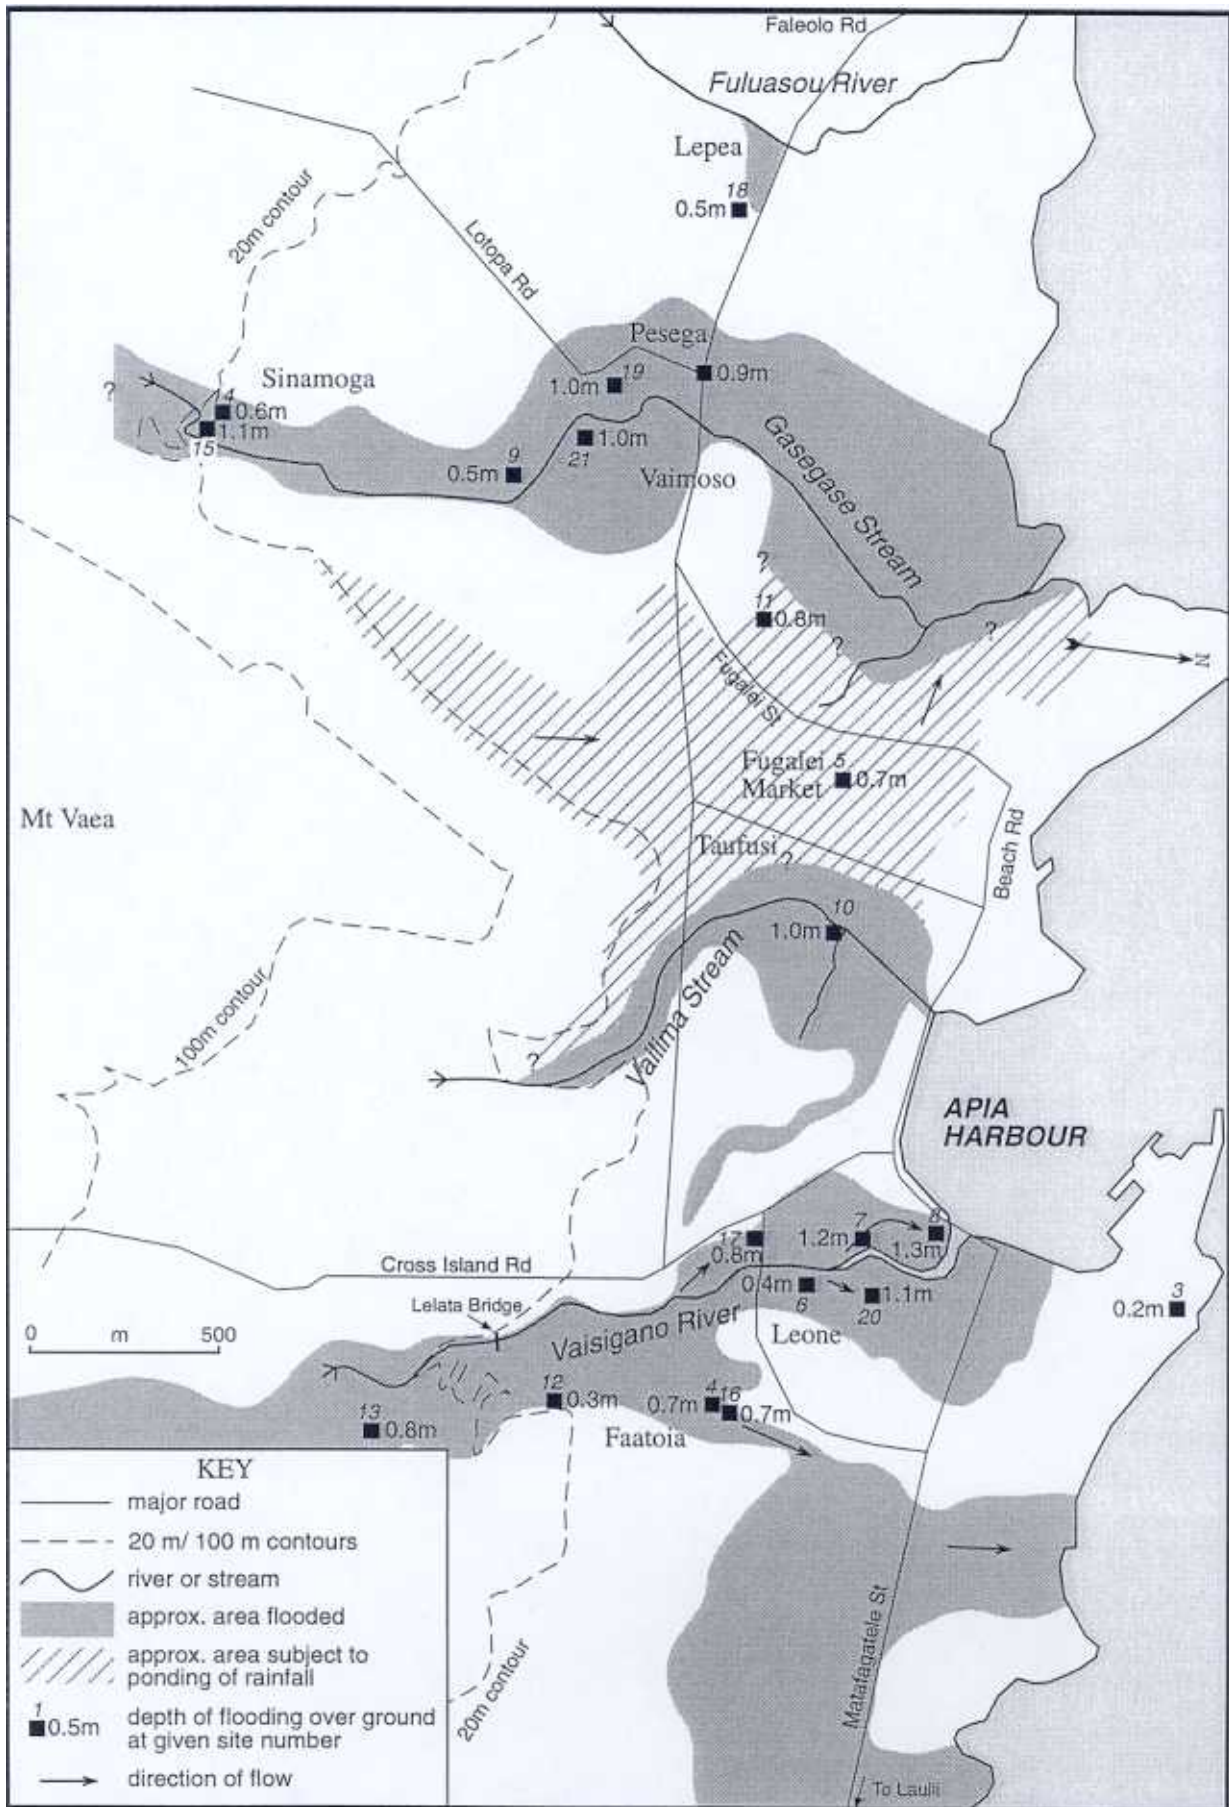 Faleolo Rd
Fuluasou River
Lepea
18
0.5m
20m contour
Lotopa Rd
Pesega
0.9m
Sinamoga
19
1.0m
?
14
0.6m
1.1m
15
9
0.5m
1.0m
21
Vaimoso
Gasegase Stream
?
11
0.8m
?
?
N
Fugalei St
Fugalei
Market
5
0.7m
Mt Vaea
Taufusi
?
Beach Rd
10
1.0m
100m contour
Vailima Stream
?
APIA
HARBOUR
17
0.8m
7
1.2m
8
1.3m
Cross Island Rd
0.4m
6
1.1m
20
3
0.2m
Lelata Bridge
0 m 500
Vaisigano River
Leone
12
0.3m
4
0.7m
16
0.7m
13
0.8m
Faatoia
KEY
major road
20 m/ 100 m contours
river or stream
approx. area flooded
approx. area subject to
ponding of rainfall
1
0.5m
depth of flooding over ground
at given site number
direction of flow
20m contour
Matafagatele St
To Laulii